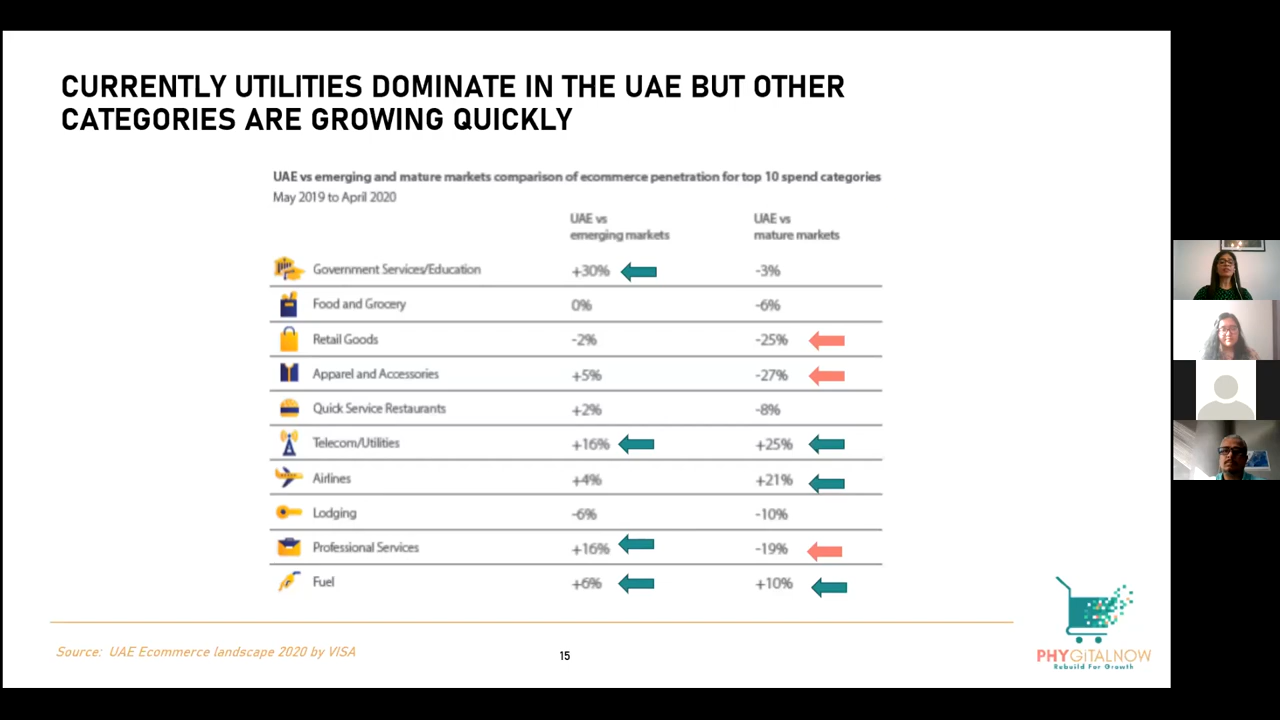 CURRENTLY UTILITIES DOMINATE IN THE UAE BUT OTHER
CATEGORIES ARE GROWING QUICKLY
UAE vs emerging and mature markets comparison of ecommerce penetration for top 10 spend categories
May 2019 to April 2020
UAE vs emerging markets
UAE vs mature markets
Government Services/Education +30% -3%
Food and Grocery 0% -6%
Retail Goods -2% -25%
Apparel and Accessories +5% -27%
Quick Service Restaurants +2% -8%
Telecom/Utilities +16% +25%
Airlines +4% +21%
Lodging -6% -10%
Professional Services +16% -19%
Fuel +6% +10%
Source: UAE Ecommerce landscape 2020 by VISA
15
PHYGITALNOW
Rebuild For Growth